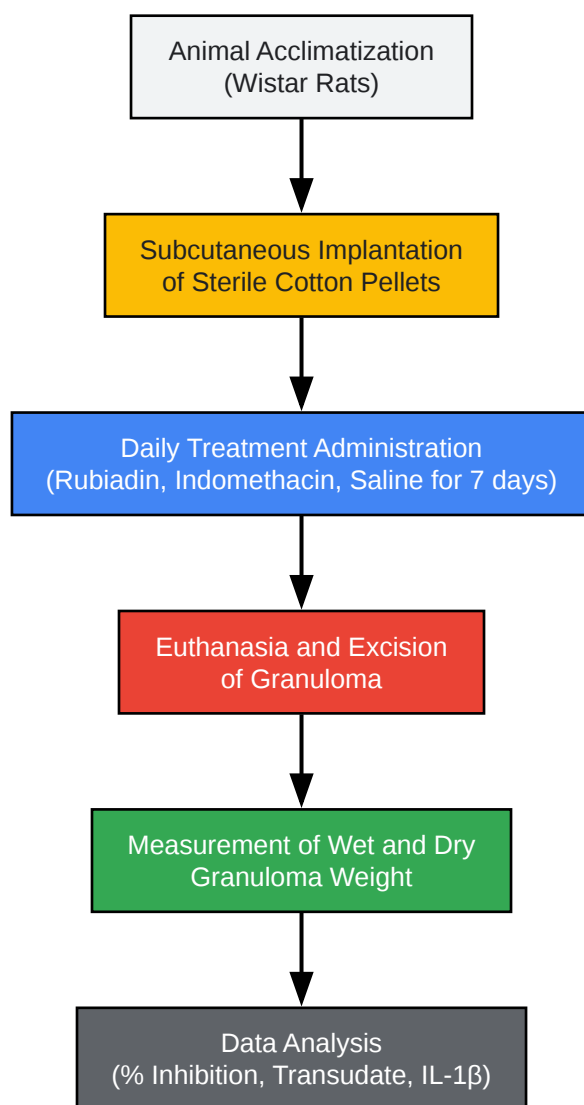 Animal Acclimatization
(Wistar Rats)
Subcutaneous Implantation
of Sterile Cotton Pellets
Daily Treatment Administration
(Rubiadin, Indomethacin, Saline for 7 days)
Euthanasia and Excision
of Granuloma
Measurement of Wet and Dry
Granuloma Weight
Data Analysis
(% Inhibition, Transudate, IL-1β)